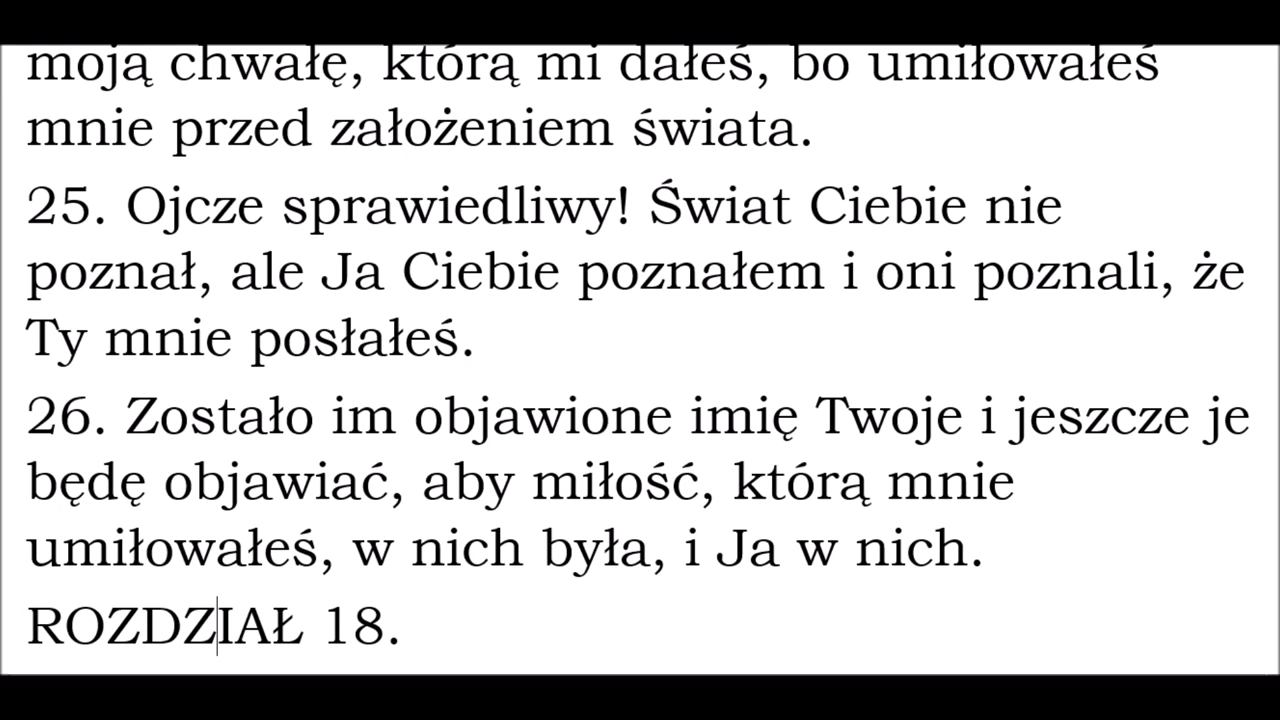 moją chwałę, którą mi dałeś, bo umiłowałeś
mnie przed założeniem świata.
25. Ojcze sprawiedliwy! Świat Ciebie nie
poznał, ale Ja Ciebie poznałem i oni poznali, że
Ty mnie posłałeś.
26. Zostało im objawione imię Twoje i jeszcze je
będę objawiać, aby miłość, którą mnie
umiłowałeś, w nich była, i Ja w nich.
ROZDZIAŁ 18.